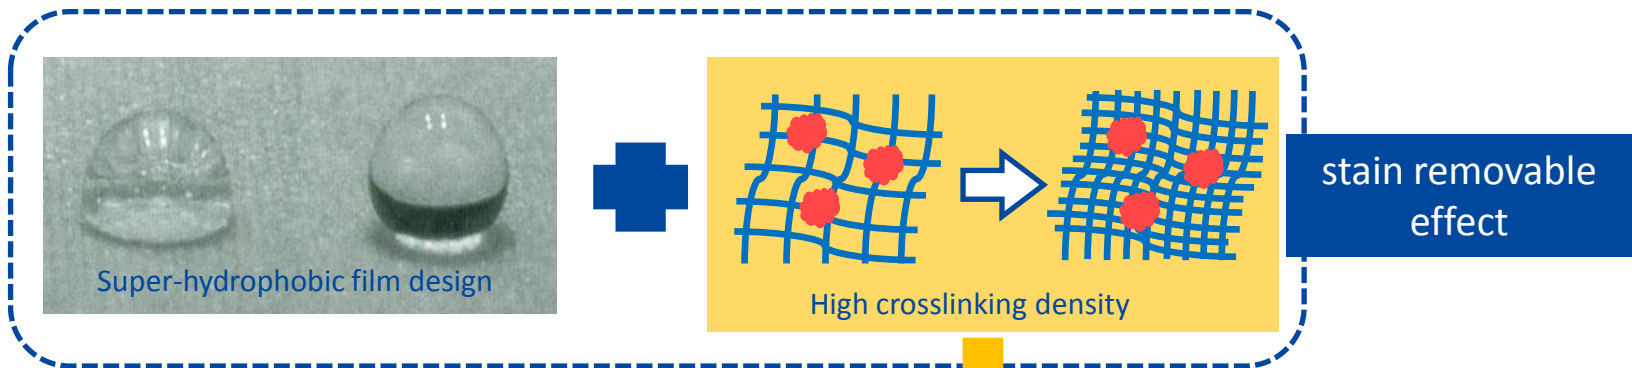 Super-hydrophobic film design
High crosslinking density
stain removable
effect